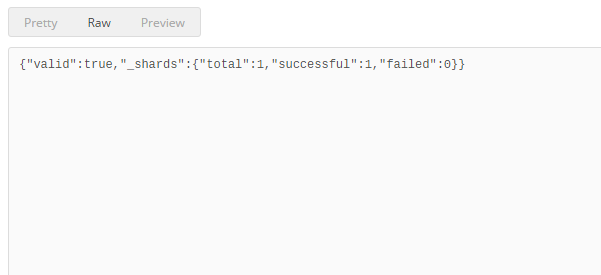 Pretty Raw Preview
{"valid":true,"_shards":{"total":1,"successful":1,"failed":0}}